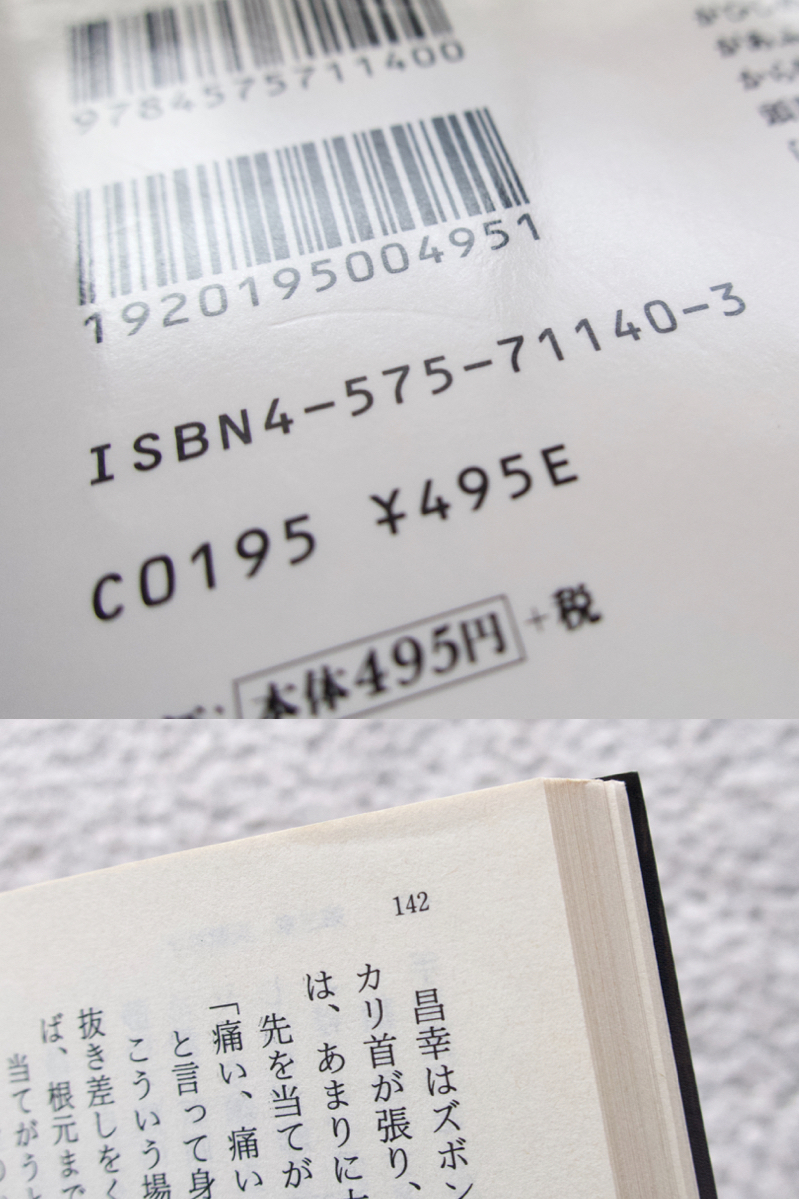 9784575711400
1920195004951
ISBN4-575-71140-3
C0195 ¥495E
本体495円+税
142
昌幸はズボン
カリ首が張り、
は、あまりに
先を当てが
「痛い、痛い
と言って身
こういう場
抜き差しをく
ば、根元まで
当てがうと